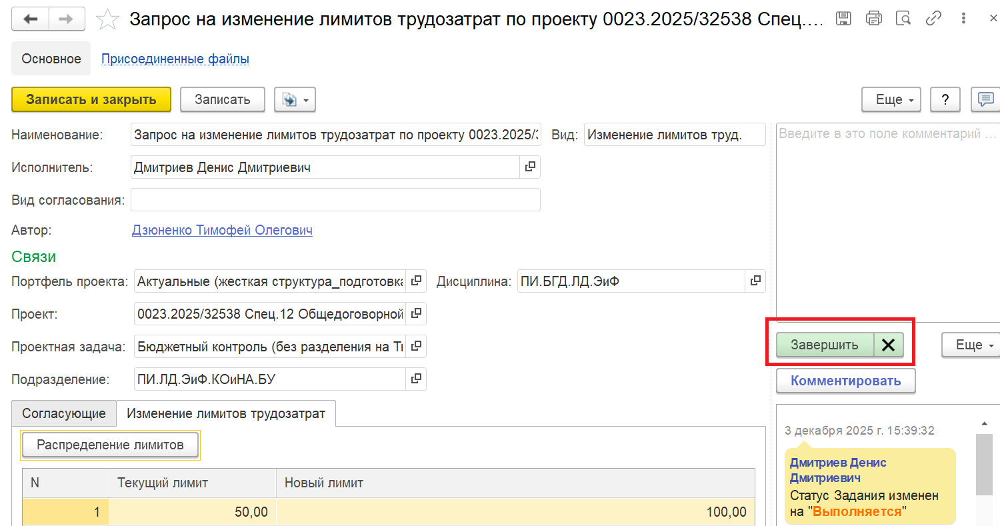 Запрос на изменение лимитов трудозатрат по проекту 0023.2025/32538 Спец.…
Основное
Присоединенные файлы
Записать и закрыть
Записать
Еще
?
Наименование: Запрос на изменение лимитов трудозатрат по проекту 0023.2025/3
Вид: Изменение лимитов труд.
Исполнитель: Дмитриев Денис Дмитриевич
Вид согласования:
Автор: Дзюненко Тимофей Олегович
Связи
Портфель проекта: Актуальные (жесткая структура_подготовка
Дисциплина: ПИ.БГД.ЛД.ЭиФ
Проект: 0023.2025/32538 Спец.12 Общедоговорной
Проектная задача: Бюджетный контроль (без разделения на Ти
Подразделение: ПИ.ЛД.ЭиФ.КОиНА.БУ
Согласующие
Изменение лимитов трудозатрат
Распределение лимитов
N Текущий лимит Новый лимит
1 50,00 100,00
Введите в это поле комментарий …
Завершить
Еще
Комментировать
3 декабря 2025 г. 15:39:32
Дмитриев Денис
Дмитриевич
Статус Задания изменен
на "Выполняется"